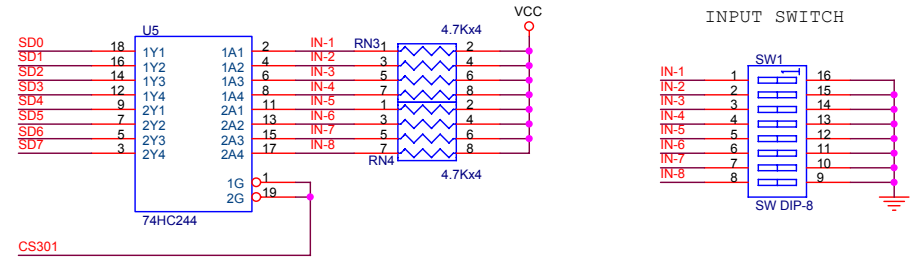 VCC
INPUT SWITCH
U5
4.7Kx4
SD0 18 1Y1 1A1 2 IN-1 RN3 1 2
SD1 16 1Y2 1A2 4 IN-2 3 4
SD2 14 1Y3 1A3 6 IN-3 5 6
SD3 12 1Y4 1A4 8 IN-4 7 8
SD4 9 2Y1 2A1 11 IN-5 1 2
SD5 7 2Y2 2A2 13 IN-6 3 4
SD6 5 2Y3 2A3 15 IN-7 5 6
SD7 3 2Y4 2A4 17 IN-8 7 8
RN4
4.7Kx4
1G 1
2G 19
74HC244
CS301
SW1
IN-1 1 16
IN-2 2 15
IN-3 3 14
IN-4 4 13
IN-5 5 12
IN-6 6 11
IN-7 7 10
IN-8 8 9
SW DIP-8